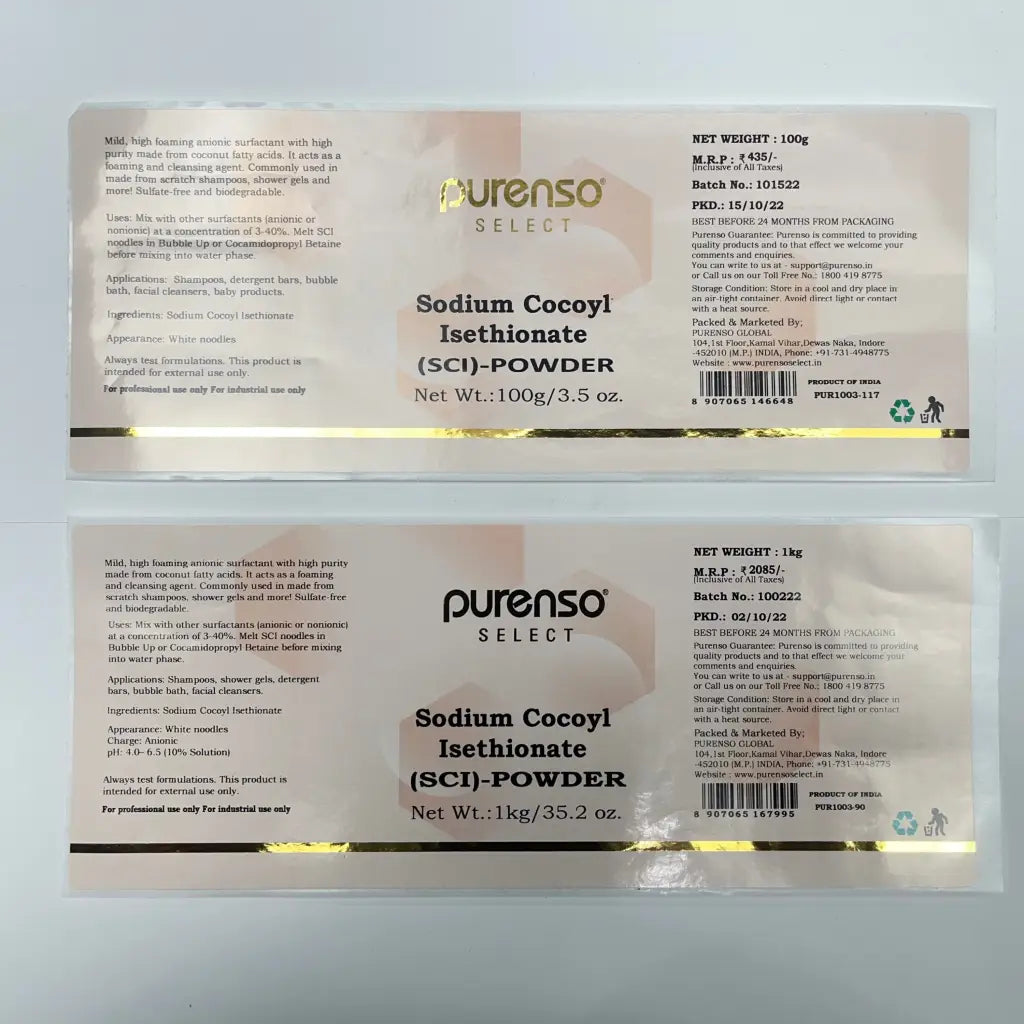 Mild, high foaming anionic surfactant with high
purity made from coconut fatty acids. It acts as a
foaming and cleansing agent. Commonly used in
made from scratch shampoos, shower gels and
more! Sulfate-free and biodegradable.
Uses: Mix with other surfactants (anionic or
nonionic) at a concentration of 3-40%. Melt SCI
noodles in Bubble Up or Cocamidopropyl Betaine
before mixing into water phase.
Applications: Shampoos, detergent bars, bubble
bath, facial cleansers, baby products.
Ingredients: Sodium Cocoyl Isethionate
Appearance: White noodles
Always test formulations. This product is
intended for external use only.
For professional use only For industrial use only
purenso®
SELECT
Sodium Cocoyl
Isethionate
(SCI)-POWDER
Net Wt.:100g/3.5 oz.
NET WEIGHT : 100g
M.R.P : ₹ 435/-
(Inclusive of All Taxes)
Batch No.: 101522
PKD.: 15/10/22
BEST BEFORE 24 MONTHS FROM PACKAGING
Purenso Guarantee: Purenso is committed to providing
quality products and to that effect we welcome your
comments and enquiries.
You can write to us at - support@purenso.in
or Call us on our Toll Free No.: 1800 419 8775
Storage Condition: Store in a cool and dry place in
an air-tight container. Avoid direct light or contact
with a heat source.
Packed & Marketed By;
PURENSO GLOBAL
104,1st Floor,Kamal Vihar,Dewas Naka, Indore
-452010 (M.P.) INDIA, Phone: +91-731-4948775
Website : www.purensoselect.in
8 907065 146648
PRODUCT OF INDIA
PUR1003-117
Mild, high foaming anionic surfactant with high purity
made from coconut fatty acids. It acts as a foaming
and cleansing agent. Commonly used in made from
scratch shampoos, shower gels and more! Sulfate-free
and biodegradable.
Uses: Mix with other surfactants (anionic or nonionic)
at a concentration of 3-40%. Melt SCI noodles in
Bubble Up or Cocamidopropyl Betaine before mixing
into water phase.
Applications: Shampoos, shower gels, detergent
bars, bubble bath, facial cleansers.
Ingredients: Sodium Cocoyl Isethionate
Appearance: White noodles
Charge: Anionic
pH: 4.0- 6.5 (10% Solution)
Always test formulations. This product is
intended for external use only.
For professional use only For industrial use only
purenso®
SELECT
Sodium Cocoyl
Isethionate
(SCI)-POWDER
Net Wt.:1kg/35.2 oz.
NET WEIGHT : 1kg
M.R.P : ₹ 2085/-
(Inclusive of All Taxes)
Batch No.: 100222
PKD.: 02/10/22
BEST BEFORE 24 MONTHS FROM PACKAGING
Purenso Guarantee: Purenso is committed to providing
quality products and to that effect we welcome your
comments and enquiries.
You can write to us at - support@purenso.in
or Call us on our Toll Free No.: 1800 419 8775
Storage Condition: Store in a cool and dry place in
an air-tight container. Avoid direct light or contact
with a heat source.
Packed & Marketed By;
PURENSO GLOBAL
104,1st Floor,Kamal Vihar,Dewas Naka, Indore
-452010 (M.P.) INDIA, Phone: +91-731-4948775
Website : www.purensoselect.in
8 907065 167995
PRODUCT OF INDIA
PUR1003-90